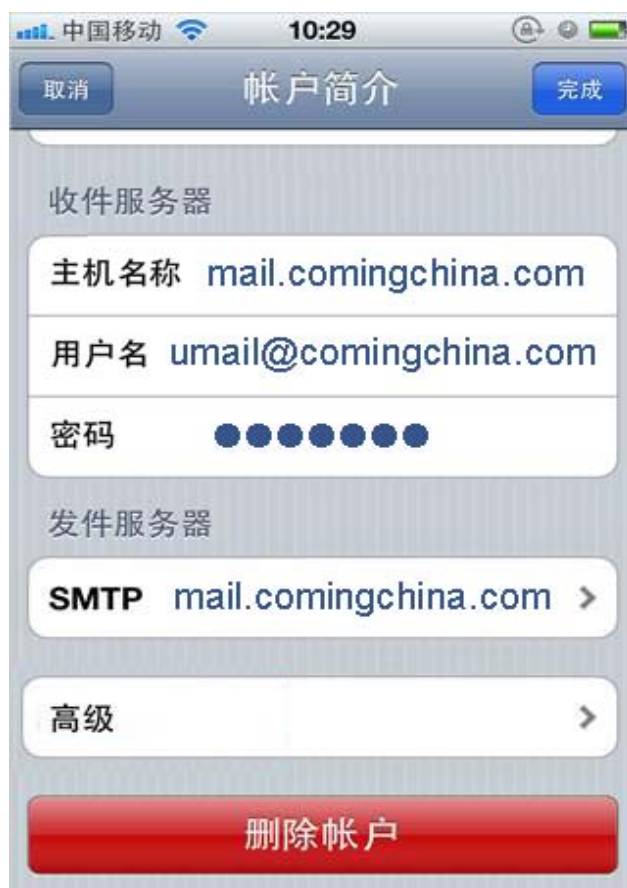 中国移动 10:29
取消 帐户简介 完成
收件服务器
主机名称 mail.comingchina.com
用户名 umail@comingchina.com
密码 ●●●●●●●
发件服务器
SMTP mail.comingchina.com
高级
删除帐户